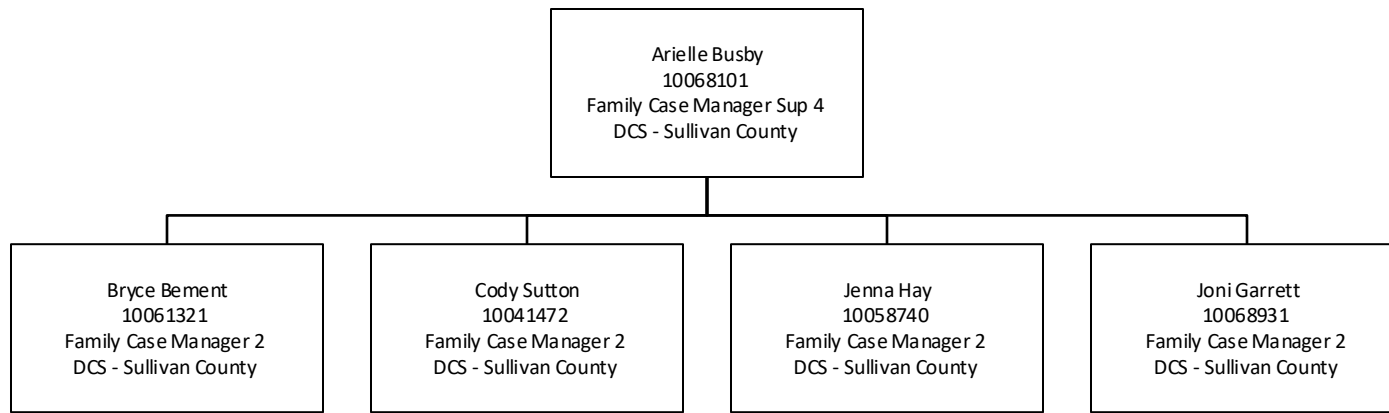 Arielle Busby
10068101
Family Case Manager Sup 4
DCS - Sullivan County
Bryce Bement
10061321
Family Case Manager 2
DCS - Sullivan County
Cody Sutton
10041472
Family Case Manager 2
DCS - Sullivan County
Jenna Hay
10058740
Family Case Manager 2
DCS - Sullivan County
Joni Garrett
10068931
Family Case Manager 2
DCS - Sullivan County